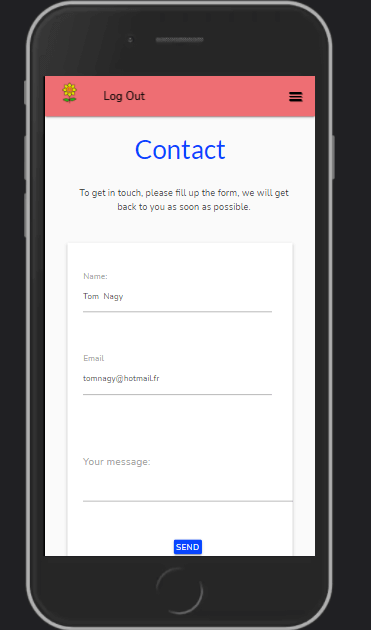 Log Out
Contact
To get in touch, please fill up the form, we will get
back to you as soon as possible.
Name:
Tom Nagy
Email
tomnagy@hotmail.fr
Your message:
SEND